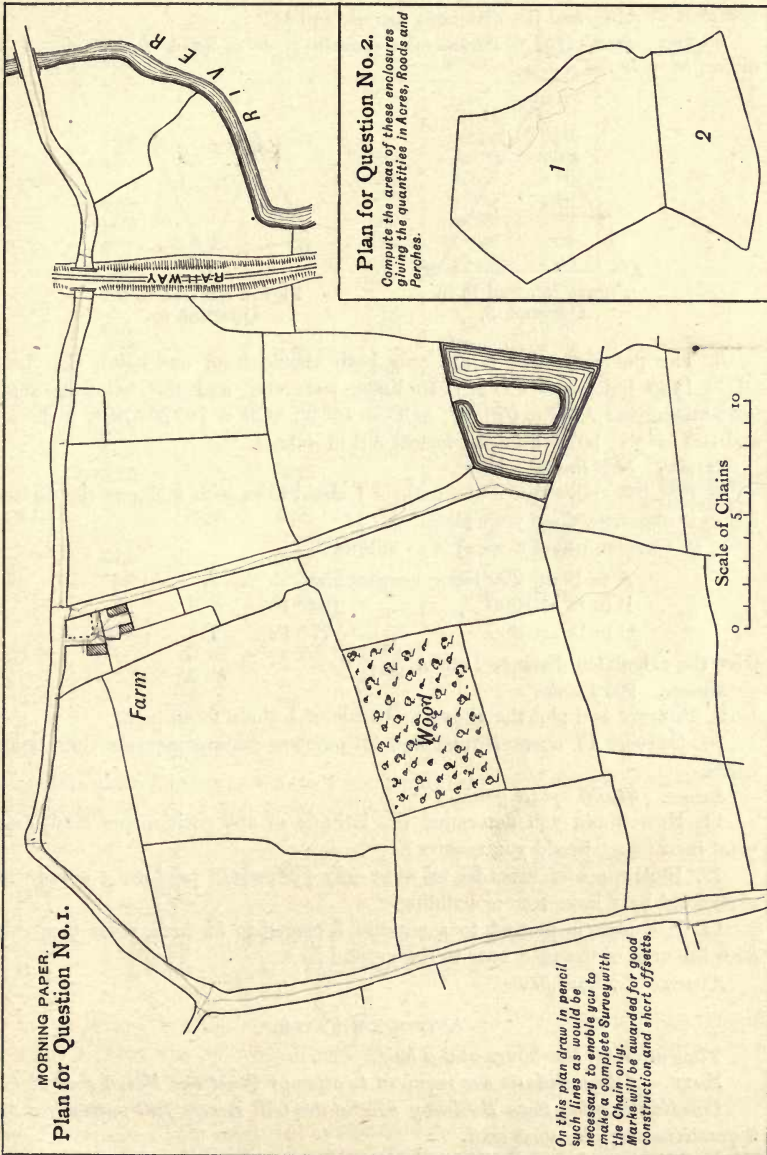 MORNING PAPER.
Plan for Question No.1.
RIVER
RAILWAY
Farm
Wood
On this plan draw in pencil
such lines as would be
necessary to enable you to
make a complete Survey with
the Chain only.
Marks will be awarded for good
construction and short offsetts.
Scale of Chains
0 5 10
Plan for Question No.2.
Compute the areas of these enclosures
giving the quantities in Acres, Roods and
Perches.
1
2